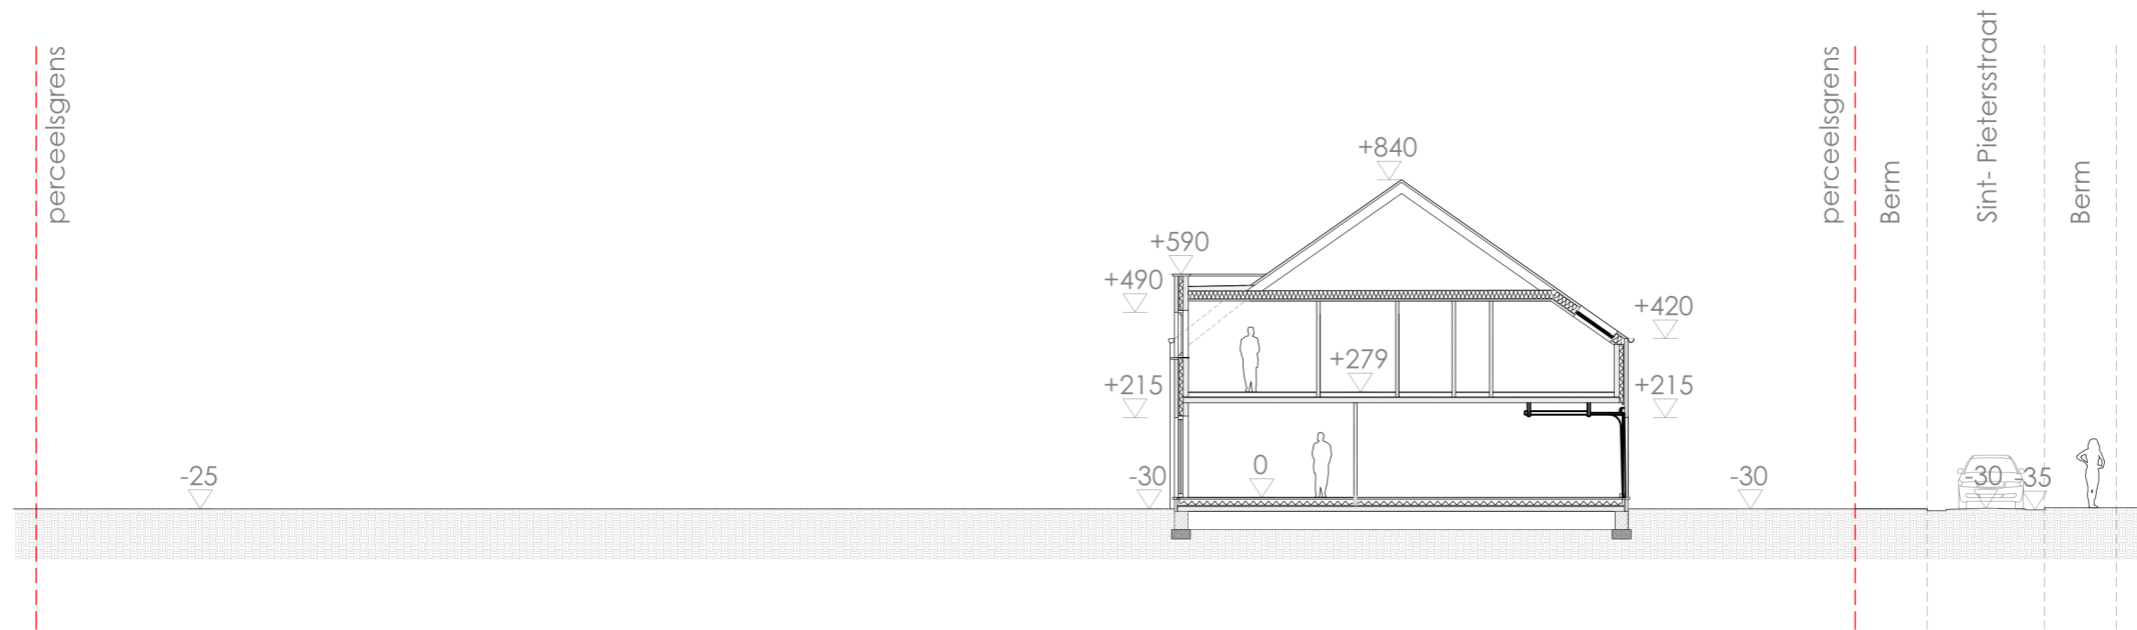 perceelsgrens
perceelsgrens
Berm
Sint- Pietersstraat
Berm
+840
+590
+490
+420
+279
+215
+215
-25
-30
0
-30
-30
-35